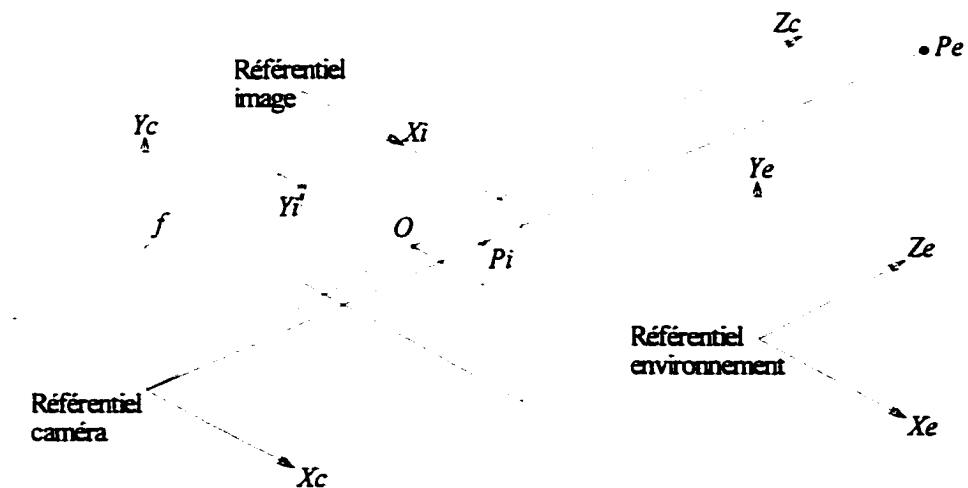 Zc
Pe
Référentiel
image
Yc
Xi
Ye
Yi
f
O
Pi
Ze
Référentiel
environnement
Référentiel
caméra
Xe
Xc